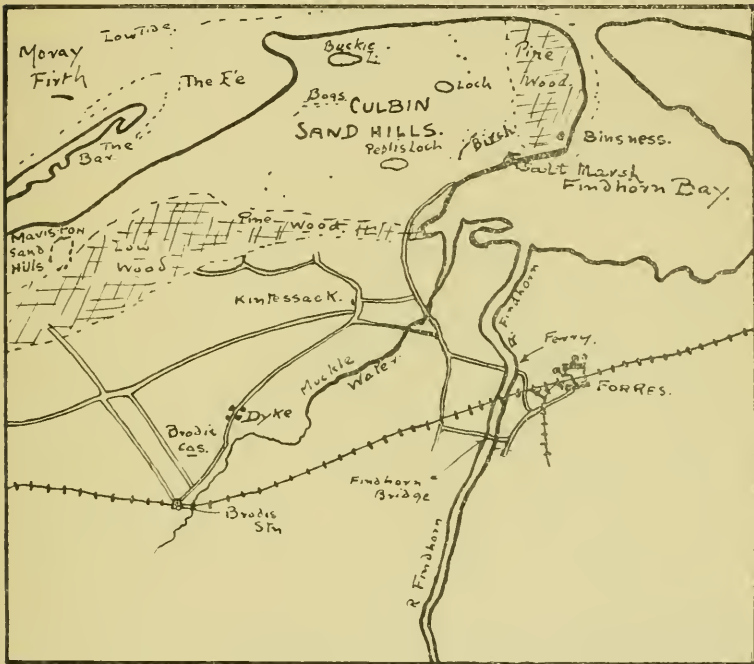 Moray
Firth
Low Tide.
The E'e
The
Bar.
Buckie
L.
Loch
Bogs.
CULBIN
SAND HILLS.
Peplis Loch
Birch
Pine
Wood.
Binsness.
Salt Marsh
Findhorn Bay.
Maviston
Sand
Hills
Low
Wood
Pine Wood.
Kintessack.
Muckle
Water.
R Findhorn
Ferry.
FORRES.
Dyke
Brodie
Cas.
Findhorn
Bridge
Brodie
Stn
R Findhorn